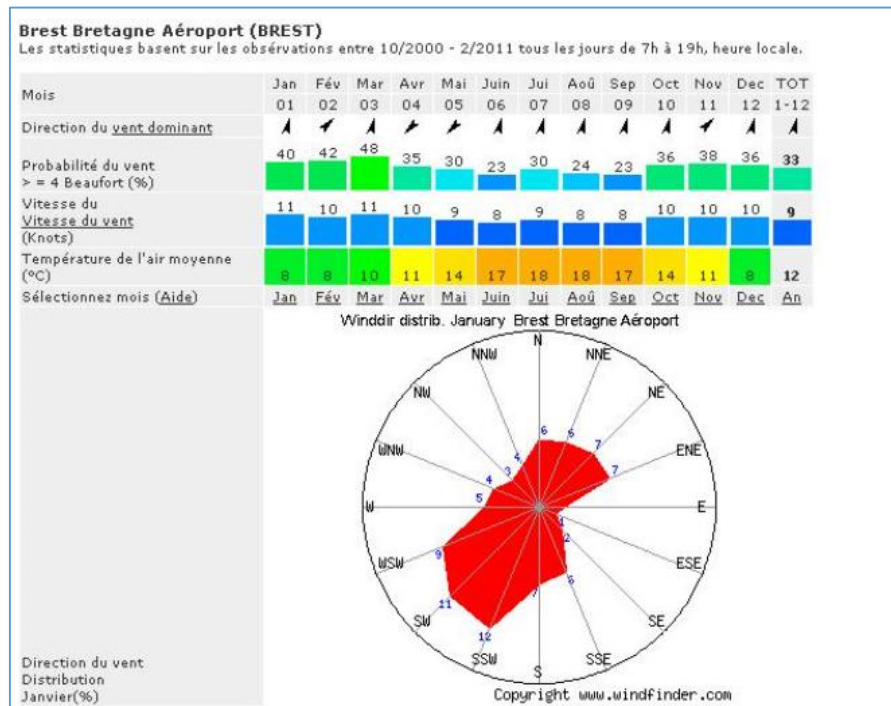 Brest Bretagne Aéroport (BREST)
Les statistiques basent sur les obsérvations entre 10/2000 - 2/2011 tous les jours de 7h à 19h, heure locale.
Mois
Jan Fév Mar Avr Mai Juin Jui Aoû Sep Oct Nov Dec TOT
01 02 03 04 05 06 07 08 09 10 11 12 1-12
Direction du vent dominant
Probabilité du vent
> = 4 Beaufort (%)
40 42 48 35 30 23 30 24 23 36 38 36 33
Vitesse du
Vitesse du vent
(Knots)
11 10 11 10 9 8 9 8 8 10 10 10 9
Température de l'air moyenne
(°C)
8 8 10 11 14 17 18 18 17 14 11 8 12
Sélectionnez mois (Aide)
Jan Fév Mar Avr Mai Juin Jui Aoû Sep Oct Nov Dec An
Winddir distrib. January Brest Bretagne Aéroport
N
NNW NNE
NW NE
WNW ENE
W E
WSW ESE
SW SE
SSW SSE
S
6
7
7
1
2
7
12
11
9
5
4
3
4
Direction du vent
Distribution
Janvier(%)
Copyright www.windfinder.com